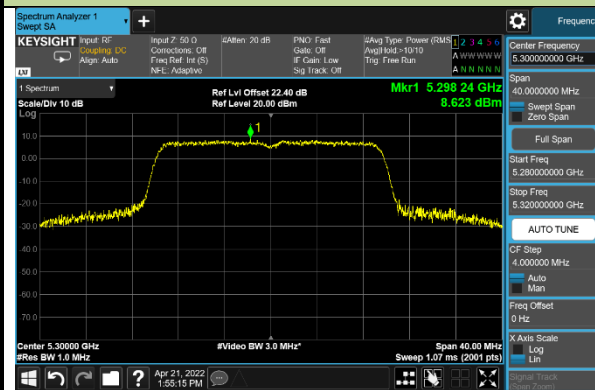 Spectrum Analyzer 1
Swept SA
Frequenc
KEYSIGHT
Input: RF
Coupling: DC
Align: Auto
Input Z: 50 Ω
Corrections: Off
Freq Ref: Int (S)
NFE: Adaptive
#Atten: 20 dB
PNO: Fast
Gate: Off
IF Gain: Low
Sig Track: Off
#Avg Type: Power (RMS
Avg|Hold:>10/10
Trig: Free Run
1 2 3 4 5 6
A W W W W W
A N N N N N
LXI
1 Spectrum
Scale/Div 10 dB
Log
Ref Lvl Offset 22.40 dB
Ref Level 20.00 dBm
Mkr1 5.298 24 GHz
8.623 dBm
1
10.0
0.00
-10.0
-20.0
-30.0
-40.0
-50.0
-60.0
-70.0
Center 5.30000 GHz
#Res BW 1.0 MHz
#Video BW 3.0 MHz*
Span 40.00 MHz
Sweep 1.07 ms (2001 pts)
Apr 21, 2022
1:55:15 PM
Center Frequency
5.300000000 GHz
Span
40.0000000 MHz
Swept Span
Zero Span
Full Span
Start Freq
5.280000000 GHz
Stop Freq
5.320000000 GHz
AUTO TUNE
CF Step
4.000000 MHz
Auto
Man
Freq Offset
0 Hz
X Axis Scale
Log
Lin
Signal Track
(Span Zoom)